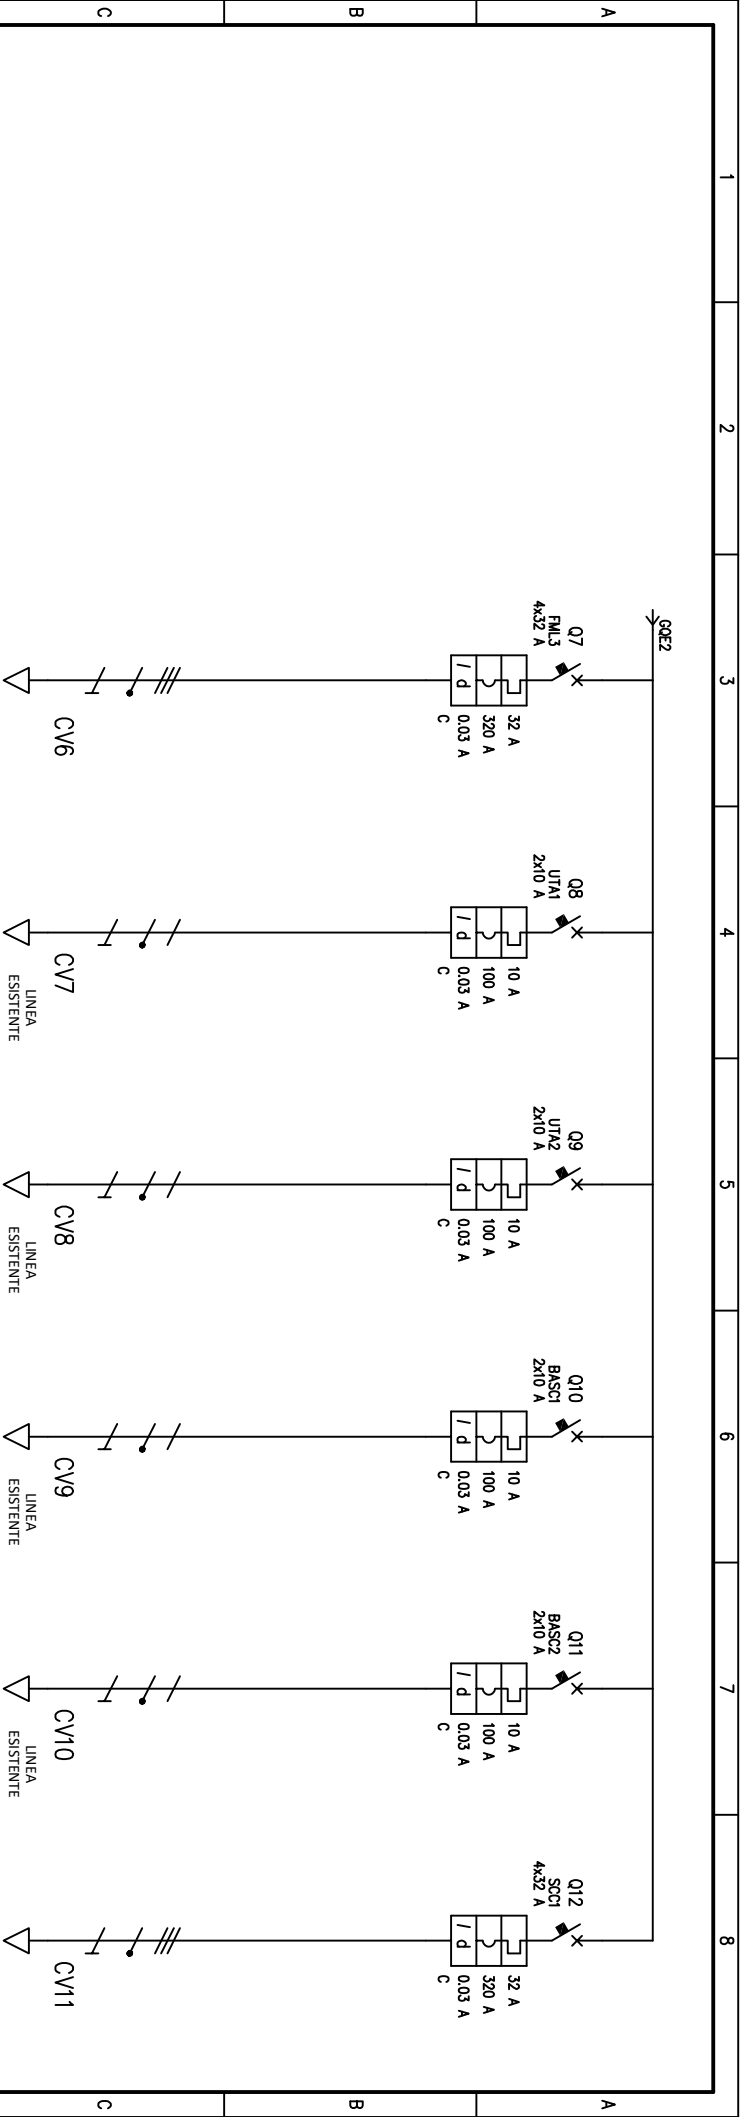 1
2
3
4
5
6
7
8
A
A
GQE2
Q7
FML3
4x32 A
32 A
320 A
0.03 A
C
I d
Q8
UTA1
2x10 A
10 A
100 A
0.03 A
C
I d
Q9
UTA2
2x10 A
10 A
100 A
0.03 A
C
I d
Q10
BASC1
2x10 A
10 A
100 A
0.03 A
C
I d
Q11
BASC2
2x10 A
10 A
100 A
0.03 A
C
I d
Q12
SCC1
4x32 A
32 A
320 A
0.03 A
C
I d
B
B
C
C
CV6
CV7
LINEA
ESISTENTE
CV8
LINEA
ESISTENTE
CV9
LINEA
ESISTENTE
CV10
LINEA
ESISTENTE
CV11